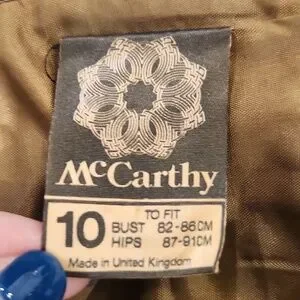 McCarthy
10
TO FIT
BUST 82-86CM
HIPS 87-91CM
Made in United Kingdom